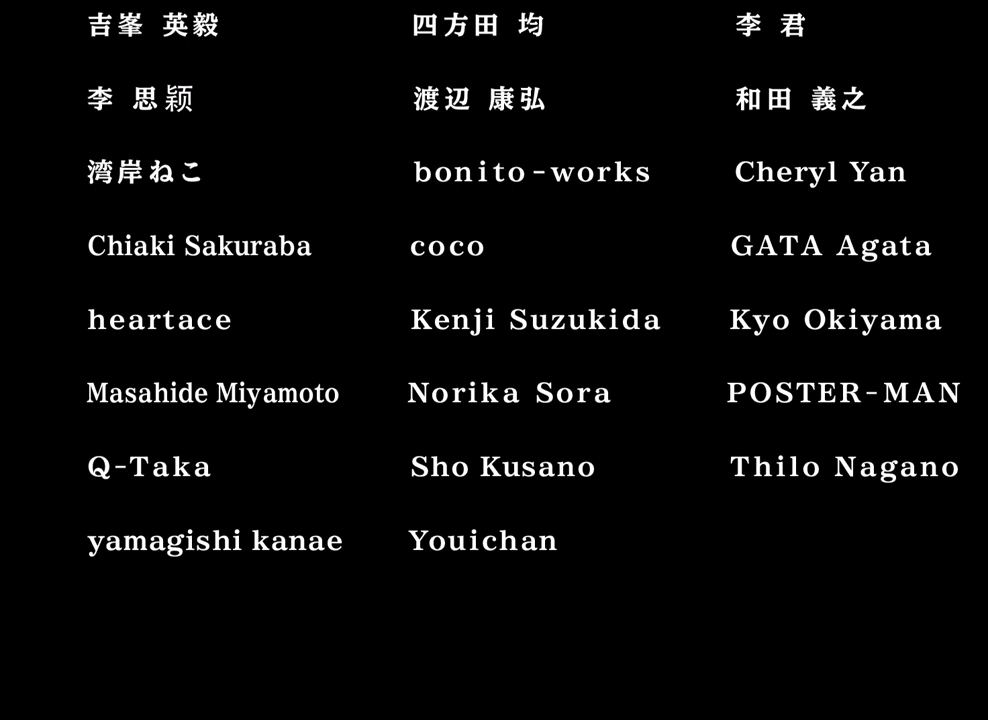 吉峯 英毅 四方田 均 李 君
李 思颖 渡辺 康弘 和田 義之
湾岸ねこ bonito-works Cheryl Yan
Chiaki Sakuraba coco GATA Agata
heartace Kenji Suzukida Kyo Okiyama
Masahide Miyamoto Norika Sora POSTER-MAN
Q-Taka Sho Kusano Thilo Nagano
yamagishi kanae Youichan